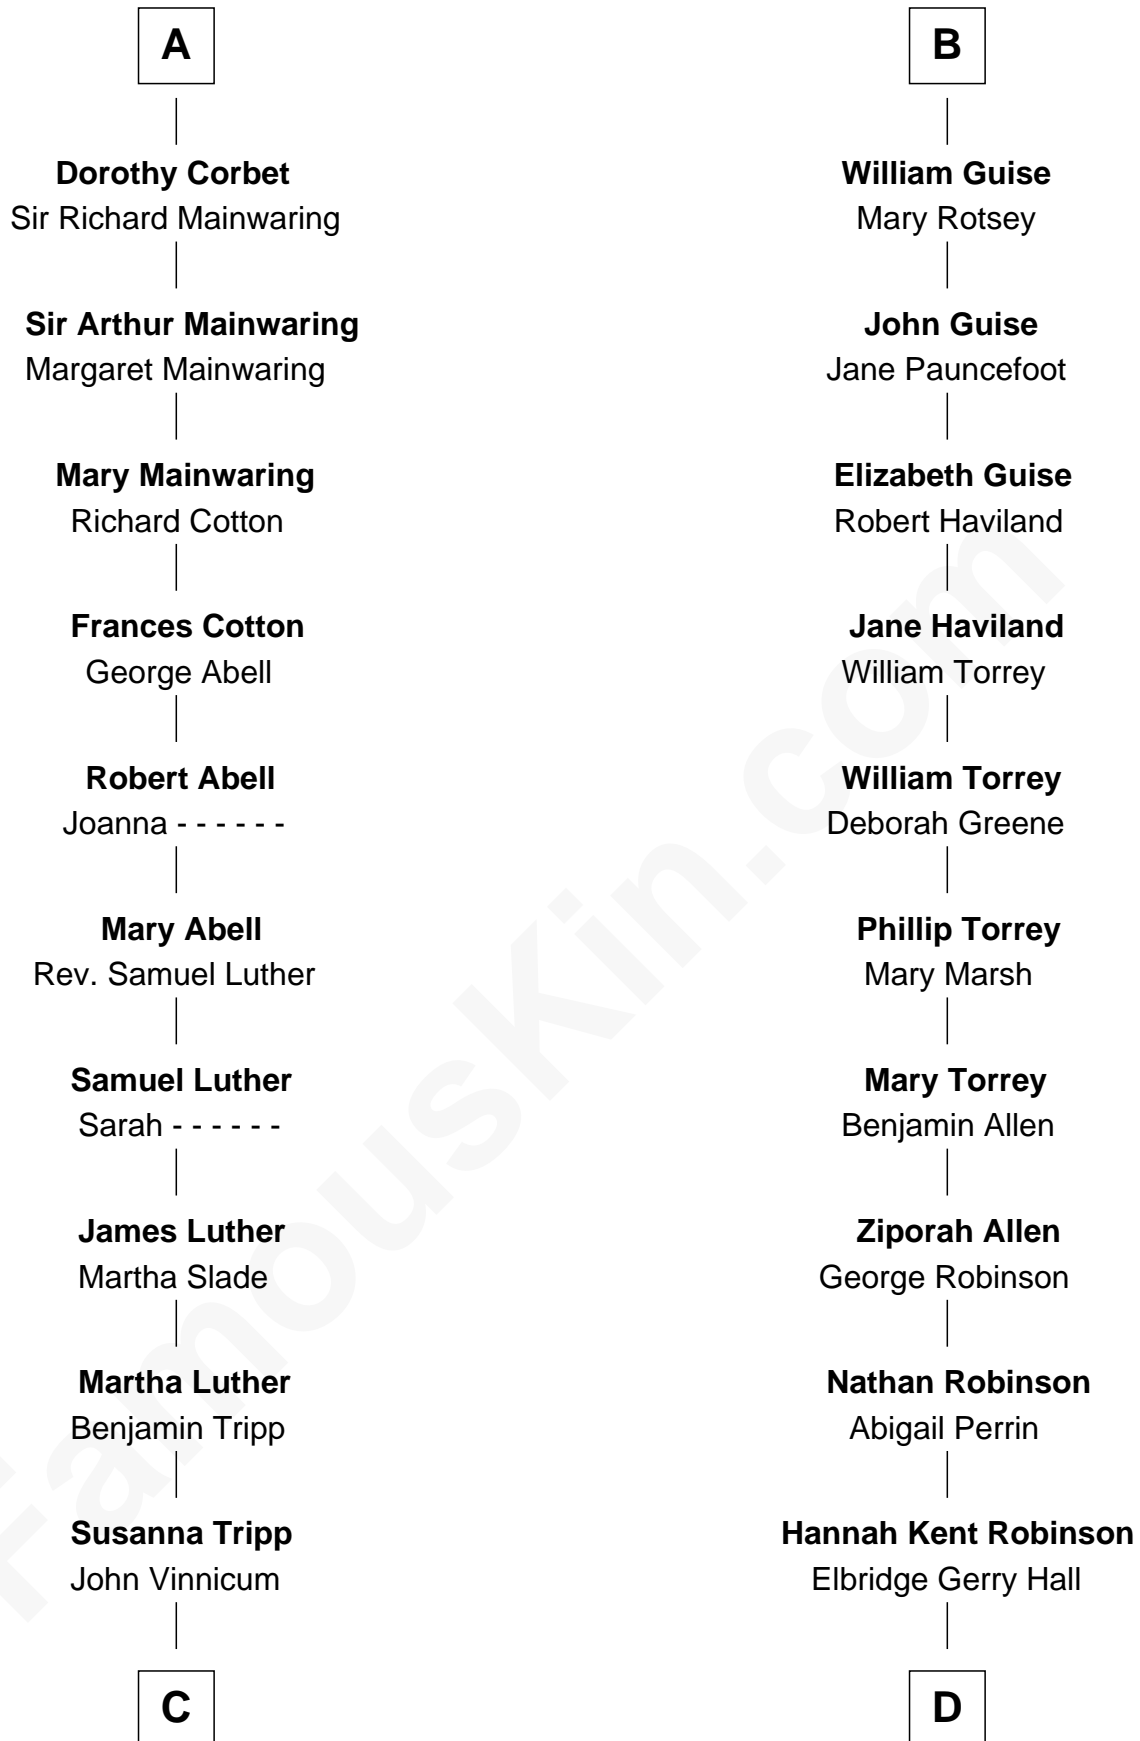 A
Dorothy Corbet
Sir Richard Mainwaring
Sir Arthur Mainwaring
Margaret Mainwaring
Mary Mainwaring
Richard Cotton
Frances Cotton
George Abell
Robert Abell
Joanna - - - - - -
Mary Abell
Rev. Samuel Luther
Samuel Luther
Sarah - - - - - -
James Luther
Martha Slade
Martha Luther
Benjamin Tripp
Susanna Tripp
John Vinnicum
C
B
William Guise
Mary Rotsey
John Guise
Jane Pauncefoot
Elizabeth Guise
Robert Haviland
Jane Haviland
William Torrey
William Torrey
Deborah Greene
Phillip Torrey
Mary Marsh
Mary Torrey
Benjamin Allen
Ziporah Allen
George Robinson
Nathan Robinson
Abigail Perrin
Hannah Kent Robinson
Elbridge Gerry Hall
D
FamousKin.com